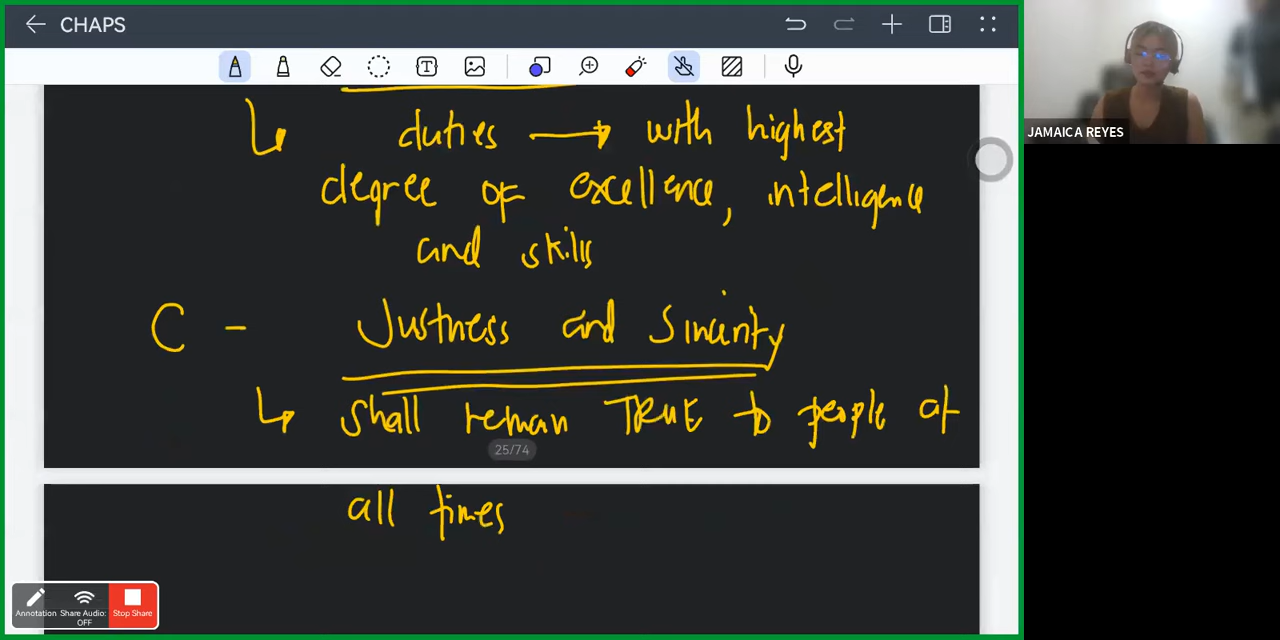 CHAPS
JAMAICA REYES
duties → with highest
degree of excellence, intelligence
and skills
C - Justness and Sincerity
shall remain TRUE to people at
25/74
all times
Annotation
Share Audio: OFF
Stop Share